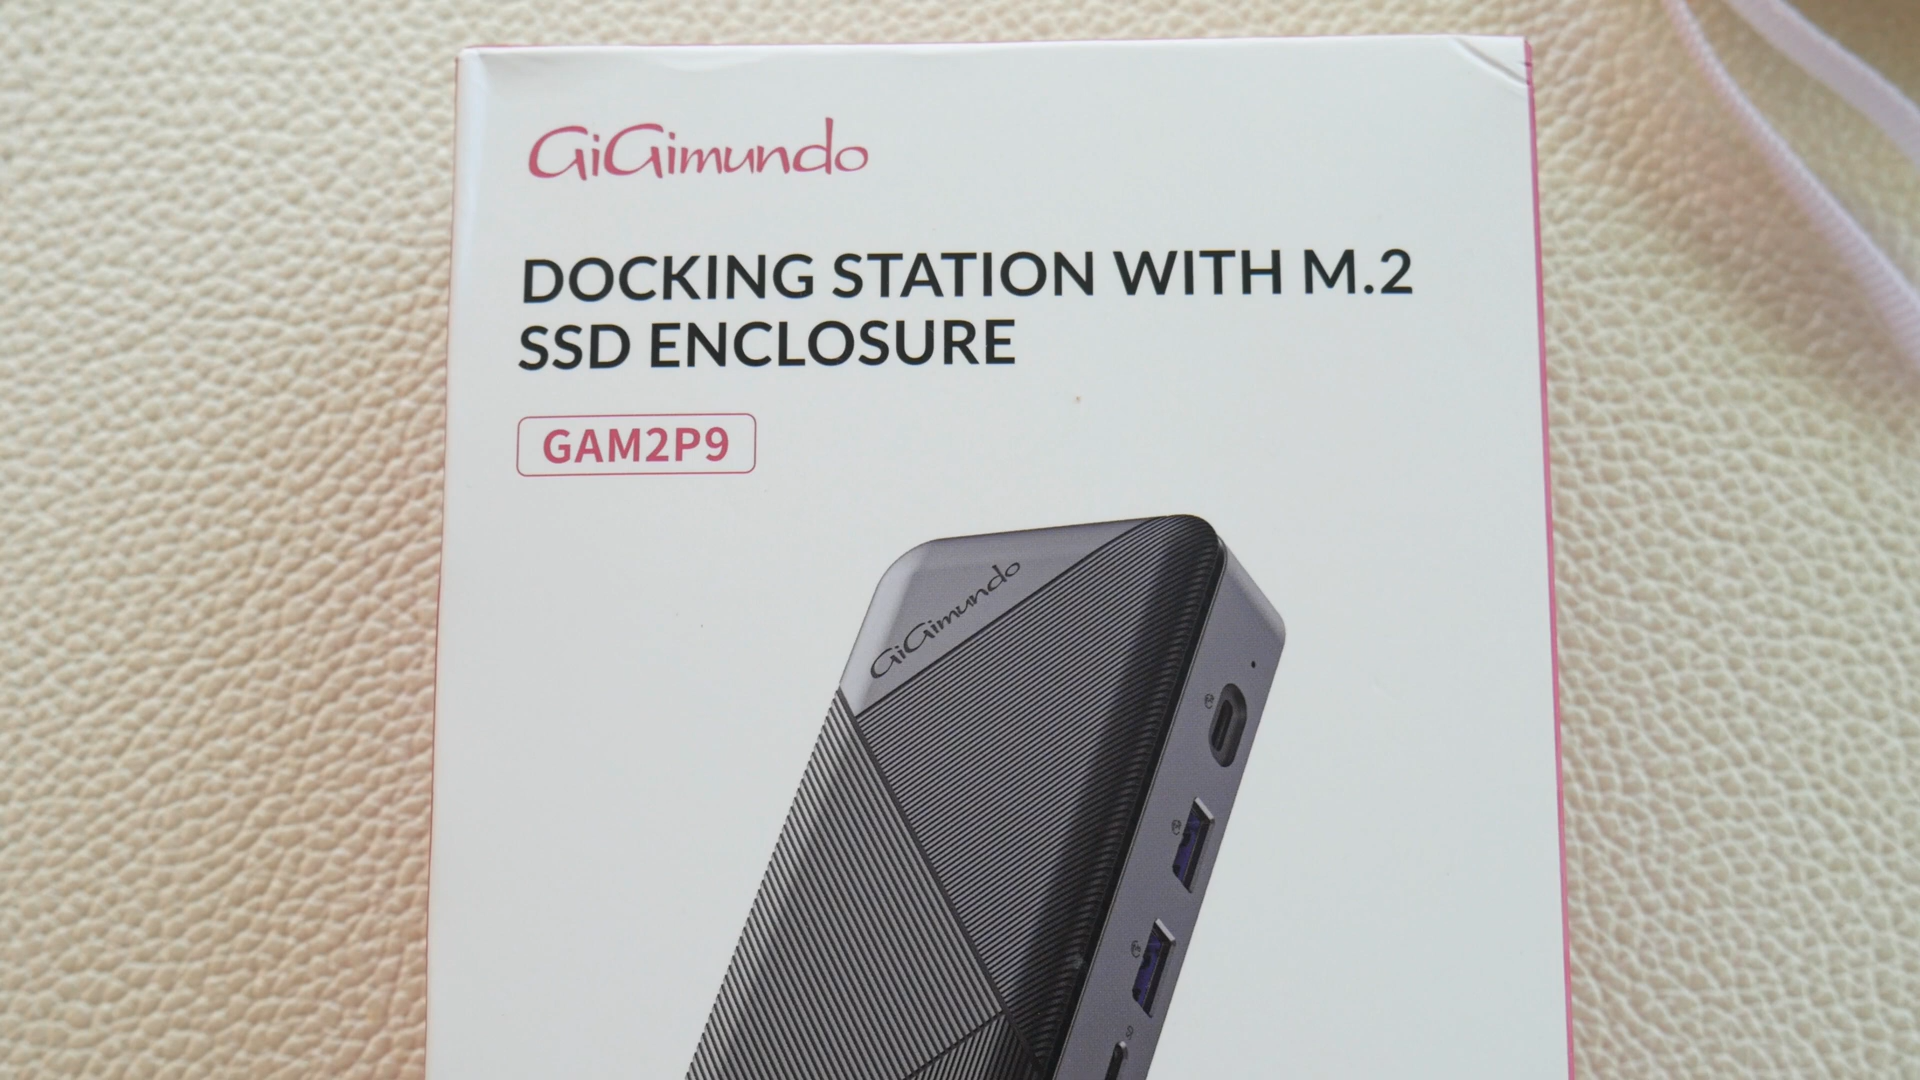 GiGimundo
DOCKING STATION WITH M.2
SSD ENCLOSURE
GAM2P9
GiGimundo